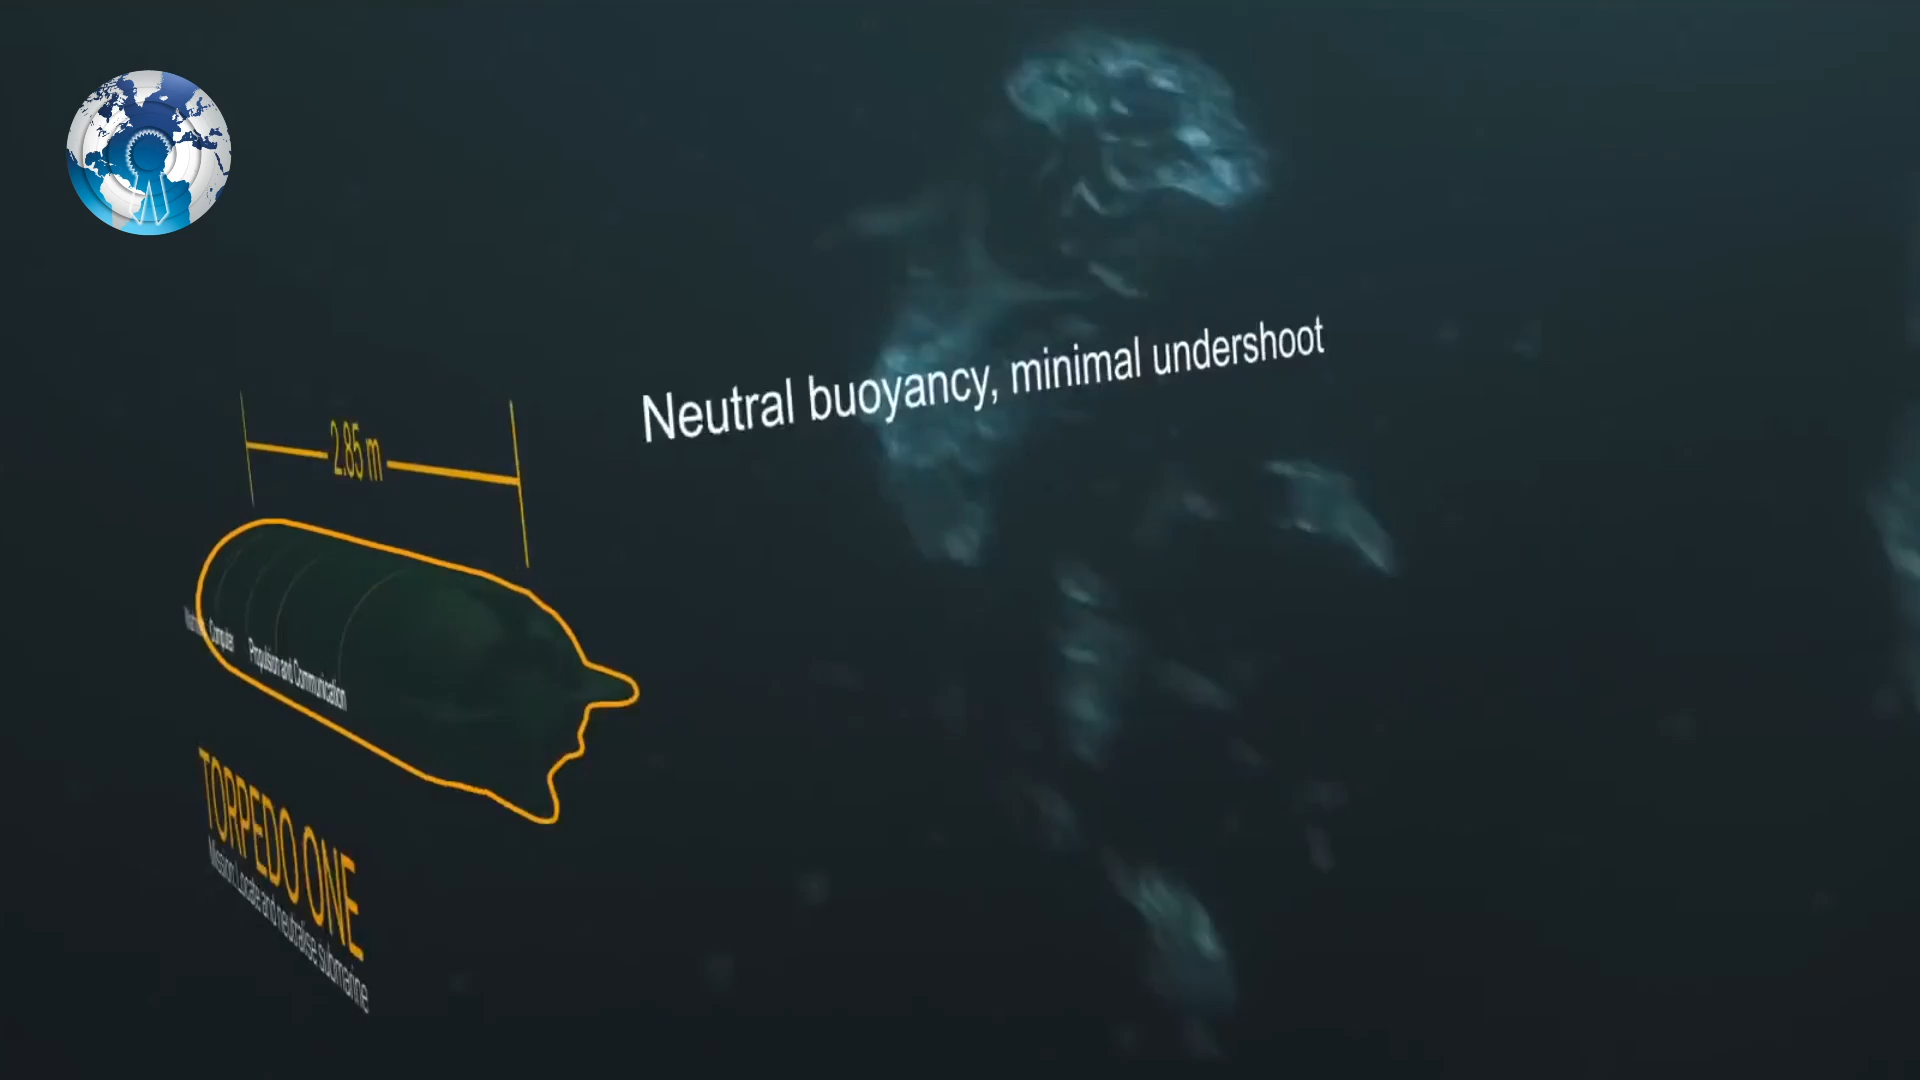 Neutral buoyancy, minimal undershoot
2.85 m
Computer
Propulsion and Communication
TORPEDO ONE
Mission: Locate and neutralise submarine